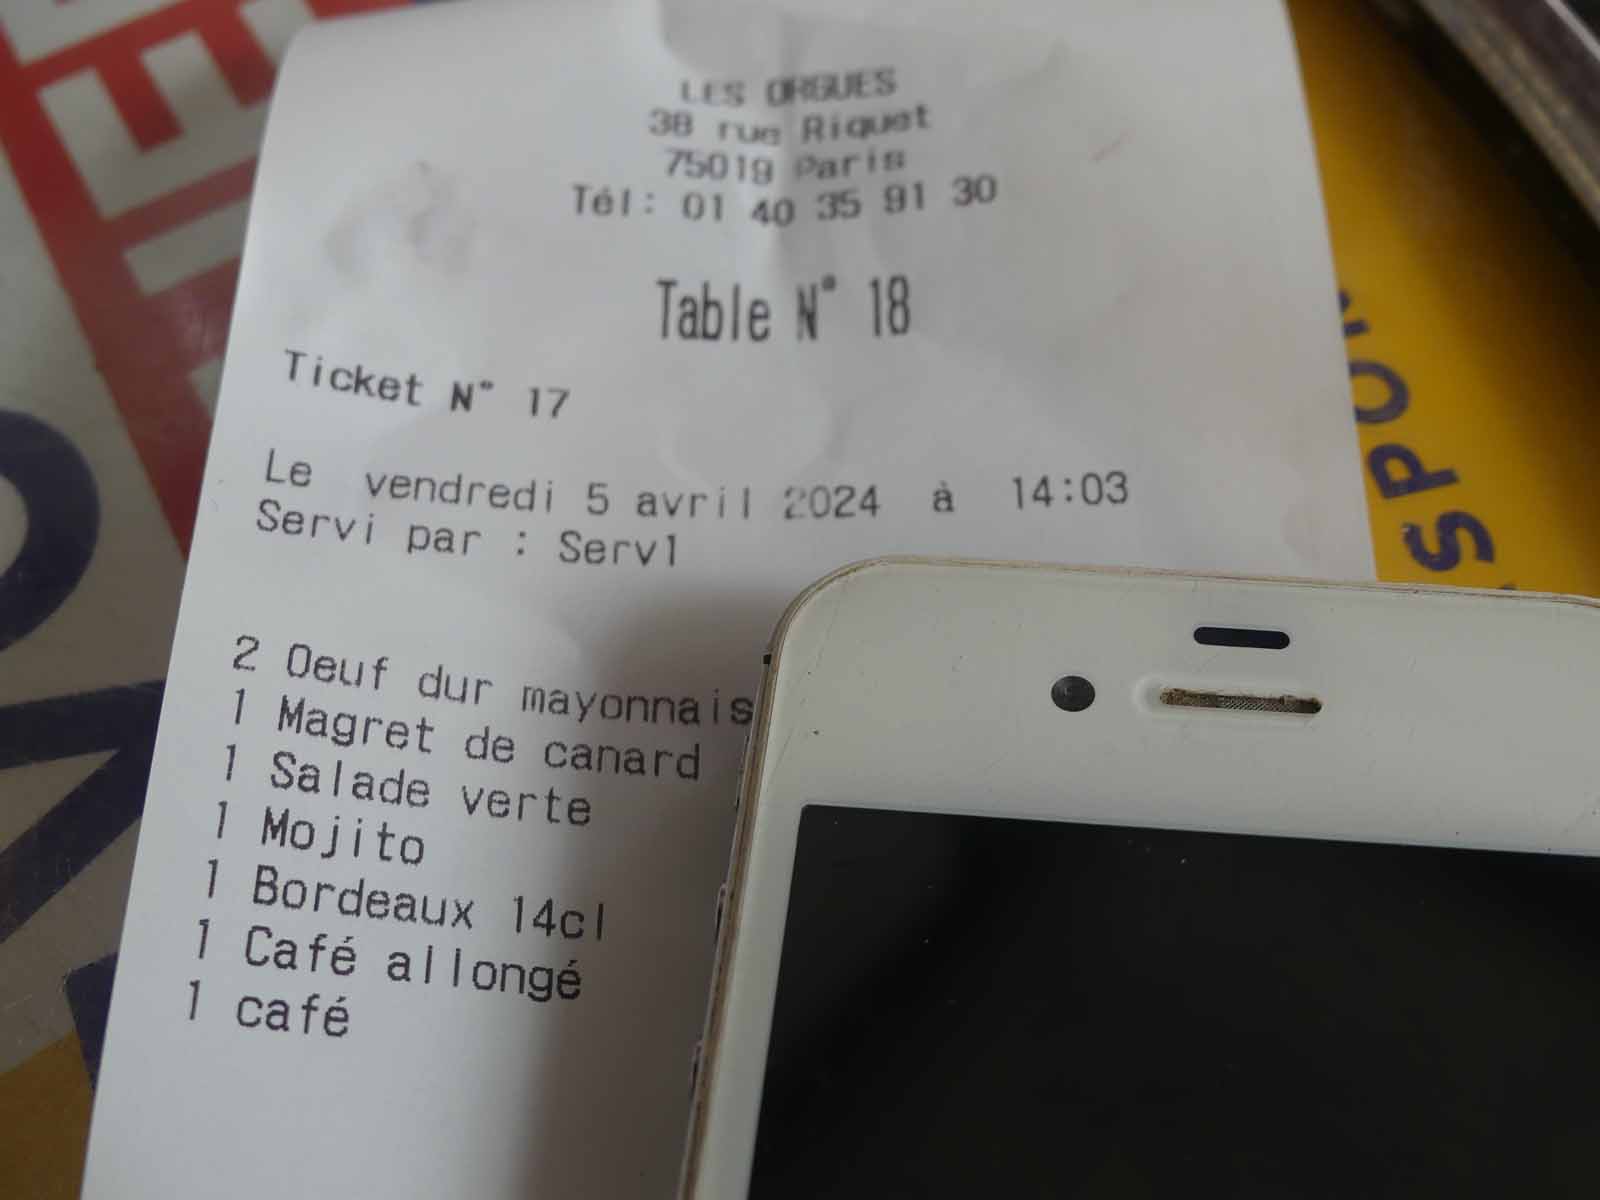 LES ORGUES
38 rue Riquet
75019 Paris
Tél: 01 40 35 91 30
Table N° 18
Ticket N° 17
Le vendredi 5 avril 2024 à 14:03
Servi par : Serv1
2 Oeuf dur mayonnais
1 Magret de canard
1 Salade verte
1 Mojito
1 Bordeaux 14cl
1 Café allongé
1 café